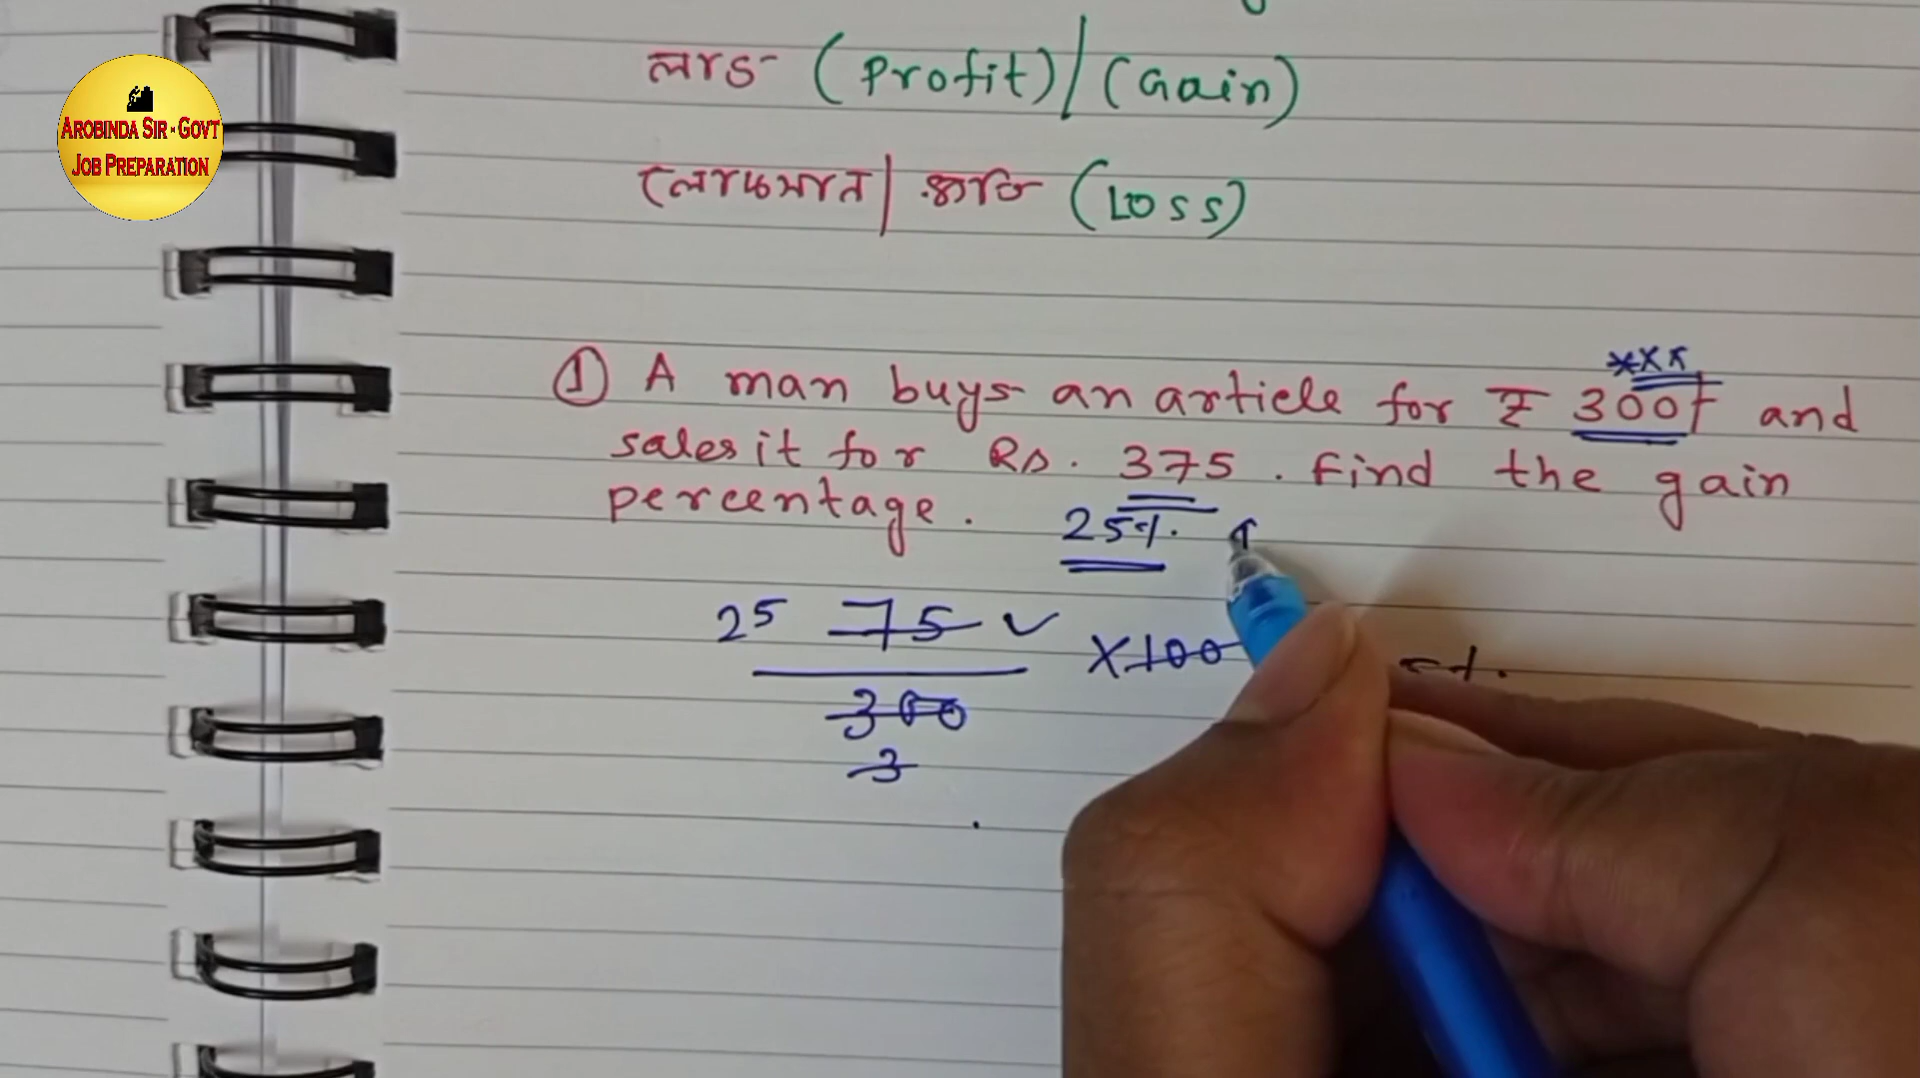 AROBINDA SIR - GOVT
JOB PREPARATION
লাভ (Profit)/(Gain)
লোকসান/ক্ষতি (Loss)
① A man buys an article for ₹ 300/- and
sales it for Rs. 375. Find the gain
percentage. 25%.
25 75 ✓ ×100
300
3